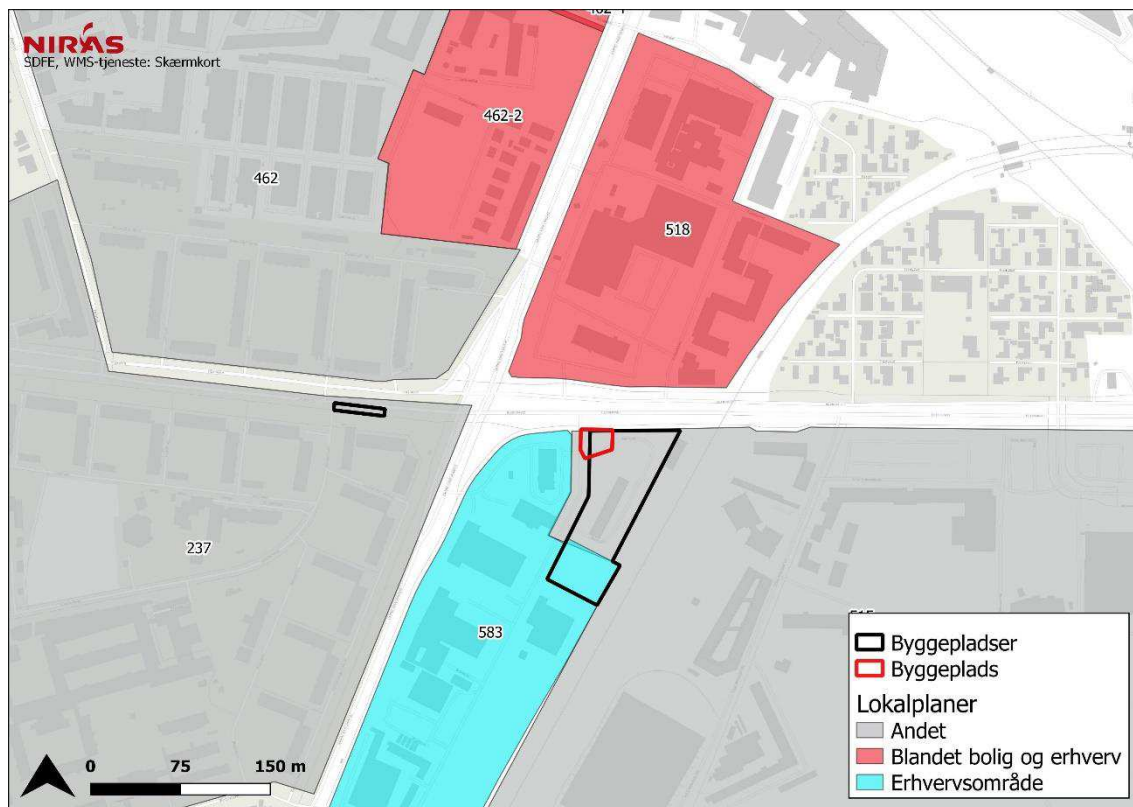 NIRAS
SDFE, WMS-tjeneste: Skærmkort
462-2
462
518
237
583
Byggepladser
Byggeplads
Lokalplaner
Andet
Blandet bolig og erhverv
Erhvervsområde
0 75 150 m